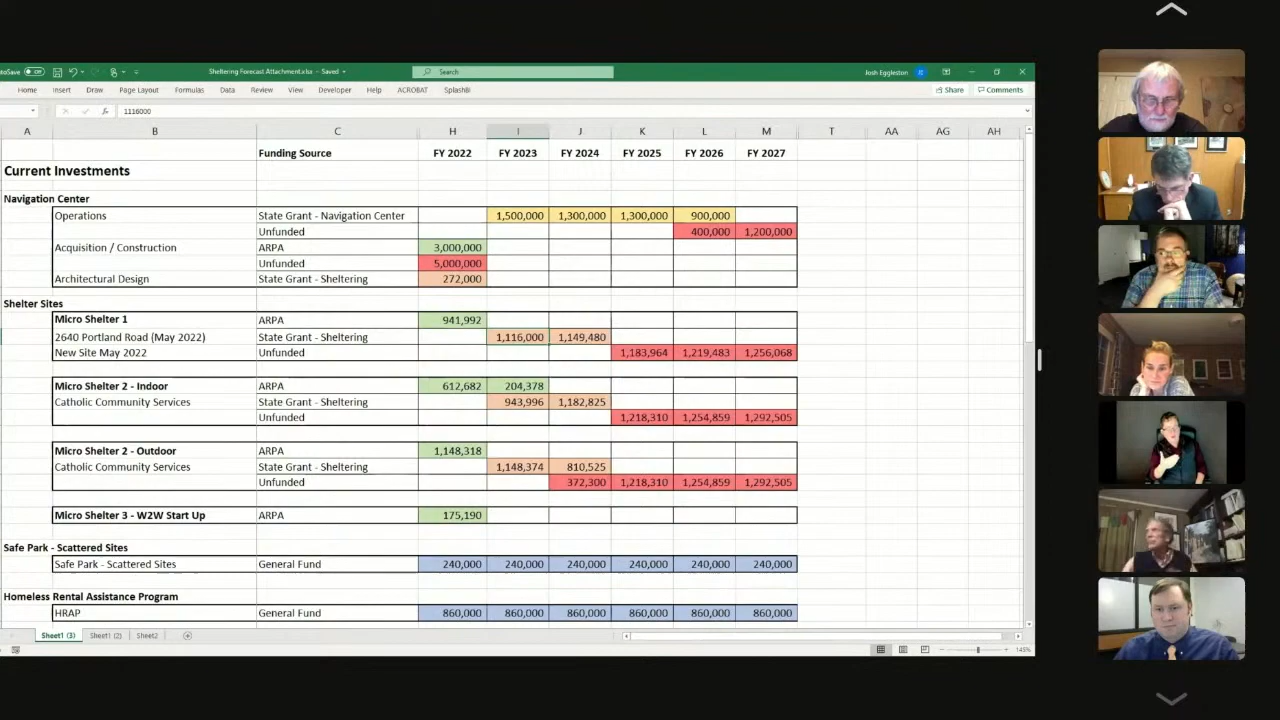 AutoSave Off Sheltering Forecast Attachment.xlsx - Saved Search Josh Eggleston
Home Insert Draw Page Layout Formulas Data Review View Developer Help ACROBAT SplashBI Share Comments
fx 1116000
A B C H I J K L M T AA AG AH
Funding Source FY 2022 FY 2023 FY 2024 FY 2025 FY 2026 FY 2027
Current Investments
Navigation Center
Operations State Grant - Navigation Center 1,500,000 1,300,000 1,300,000 900,000
Unfunded 400,000 1,200,000
Acquisition / Construction ARPA 3,000,000
Unfunded 5,000,000
Architectural Design State Grant - Sheltering 272,000
Shelter Sites
Micro Shelter 1 ARPA 941,992
2640 Portland Road (May 2022) State Grant - Sheltering 1,116,000 1,149,480
New Site May 2022 Unfunded 1,183,964 1,219,483 1,256,068
Micro Shelter 2 - Indoor ARPA 612,682 204,378
Catholic Community Services State Grant - Sheltering 943,996 1,182,825
Unfunded 1,218,310 1,254,859 1,292,505
Micro Shelter 2 - Outdoor ARPA 1,148,318
Catholic Community Services State Grant - Sheltering 1,148,374 810,525
Unfunded 372,300 1,218,310 1,254,859 1,292,505
Micro Shelter 3 - W2W Start Up ARPA 175,190
Safe Park - Scattered Sites
Safe Park - Scattered Sites General Fund 240,000 240,000 240,000 240,000 240,000 240,000
Homeless Rental Assistance Program
HRAP General Fund 860,000 860,000 860,000 860,000 860,000 860,000
Sheet1 (3) Sheet1 (2) Sheet2
145%